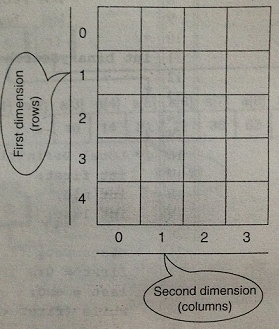 0
1
2
3
4
First dimension
(rows)
0 1 2 3
Second dimension
(columns)